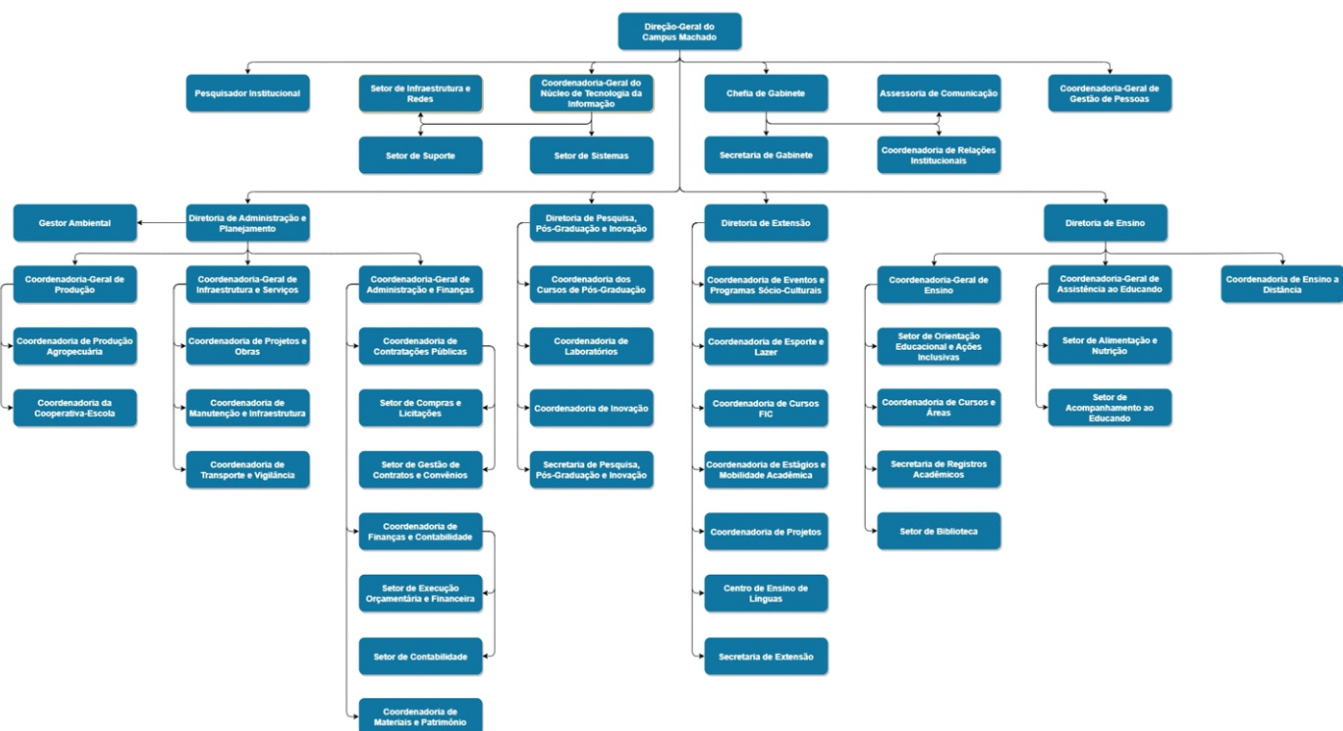 Direção-Geral do
Campus Machado
Pesquisador Institucional
Setor de Infraestrutura e
Redes
Coordenadoria-Geral do
Núcleo de Tecnologia da
Informação
Chefia de Gabinete
Assessoria de Comunicação
Coordenadoria-Geral de
Gestão de Pessoas
Setor de Suporte
Setor de Sistemas
Secretaria de Gabinete
Coordenadoria de Relações
Institucionais
Gestor Ambiental
Diretoria de Administração e
Planejamento
Diretoria de Pesquisa,
Pós-Graduação e Inovação
Diretoria de Extensão
Diretoria de Ensino
Coordenadoria-Geral de
Produção
Coordenadoria-Geral de
Infraestrutura e Serviços
Coordenadoria-Geral de
Administração e Finanças
Coordenadoria dos
Cursos de Pós-Graduação
Coordenadoria de Eventos e
Programas Sócio-Culturais
Coordenadoria-Geral de
Ensino
Coordenadoria-Geral de
Assistência ao Educando
Coordenadoria de Ensino a
Distância
Coordenadoria de Produção
Agropecuária
Coordenadoria de Projetos e
Obras
Coordenadoria de
Contratações Públicas
Coordenadoria de
Laboratórios
Coordenadoria de Esporte e
Lazer
Setor de Orientação
Educacional e Ações
Inclusivas
Setor de Alimentação e
Nutrição
Coordenadoria da
Cooperativa-Escola
Coordenadoria de
Manutenção e Infraestrutura
Setor de Compras e
Licitações
Coordenadoria de Inovação
Coordenadoria de Cursos
FIC
Coordenadoria de Cursos e
Áreas
Setor de
Acompanhamento ao
Educando
Coordenadoria de
Transporte e Vigilância
Setor de Gestão de
Contratos e Convênios
Secretaria de Pesquisa,
Pós-Graduação e Inovação
Coordenadoria de Estágios e
Mobilidade Acadêmica
Secretaria de Registros
Acadêmicos
Coordenadoria de
Finanças e Contabilidade
Coordenadoria de Projetos
Setor de Biblioteca
Setor de Execução
Orçamentária e Financeira
Centro de Ensino de
Línguas
Setor de Contabilidade
Secretaria de Extensão
Coordenadoria de
Materiais e Patrimônio